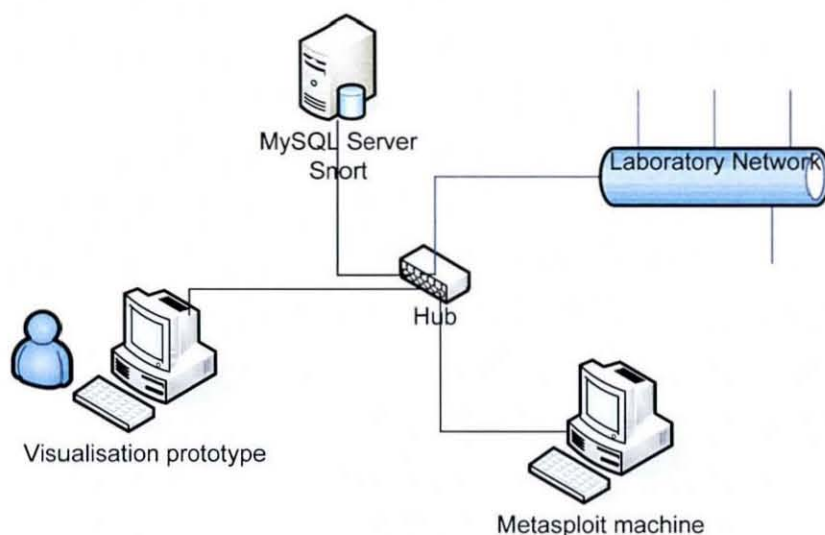 MySQL Server
Snort
Laboratory Network
Hub
Visualisation prototype
Metasploit machine